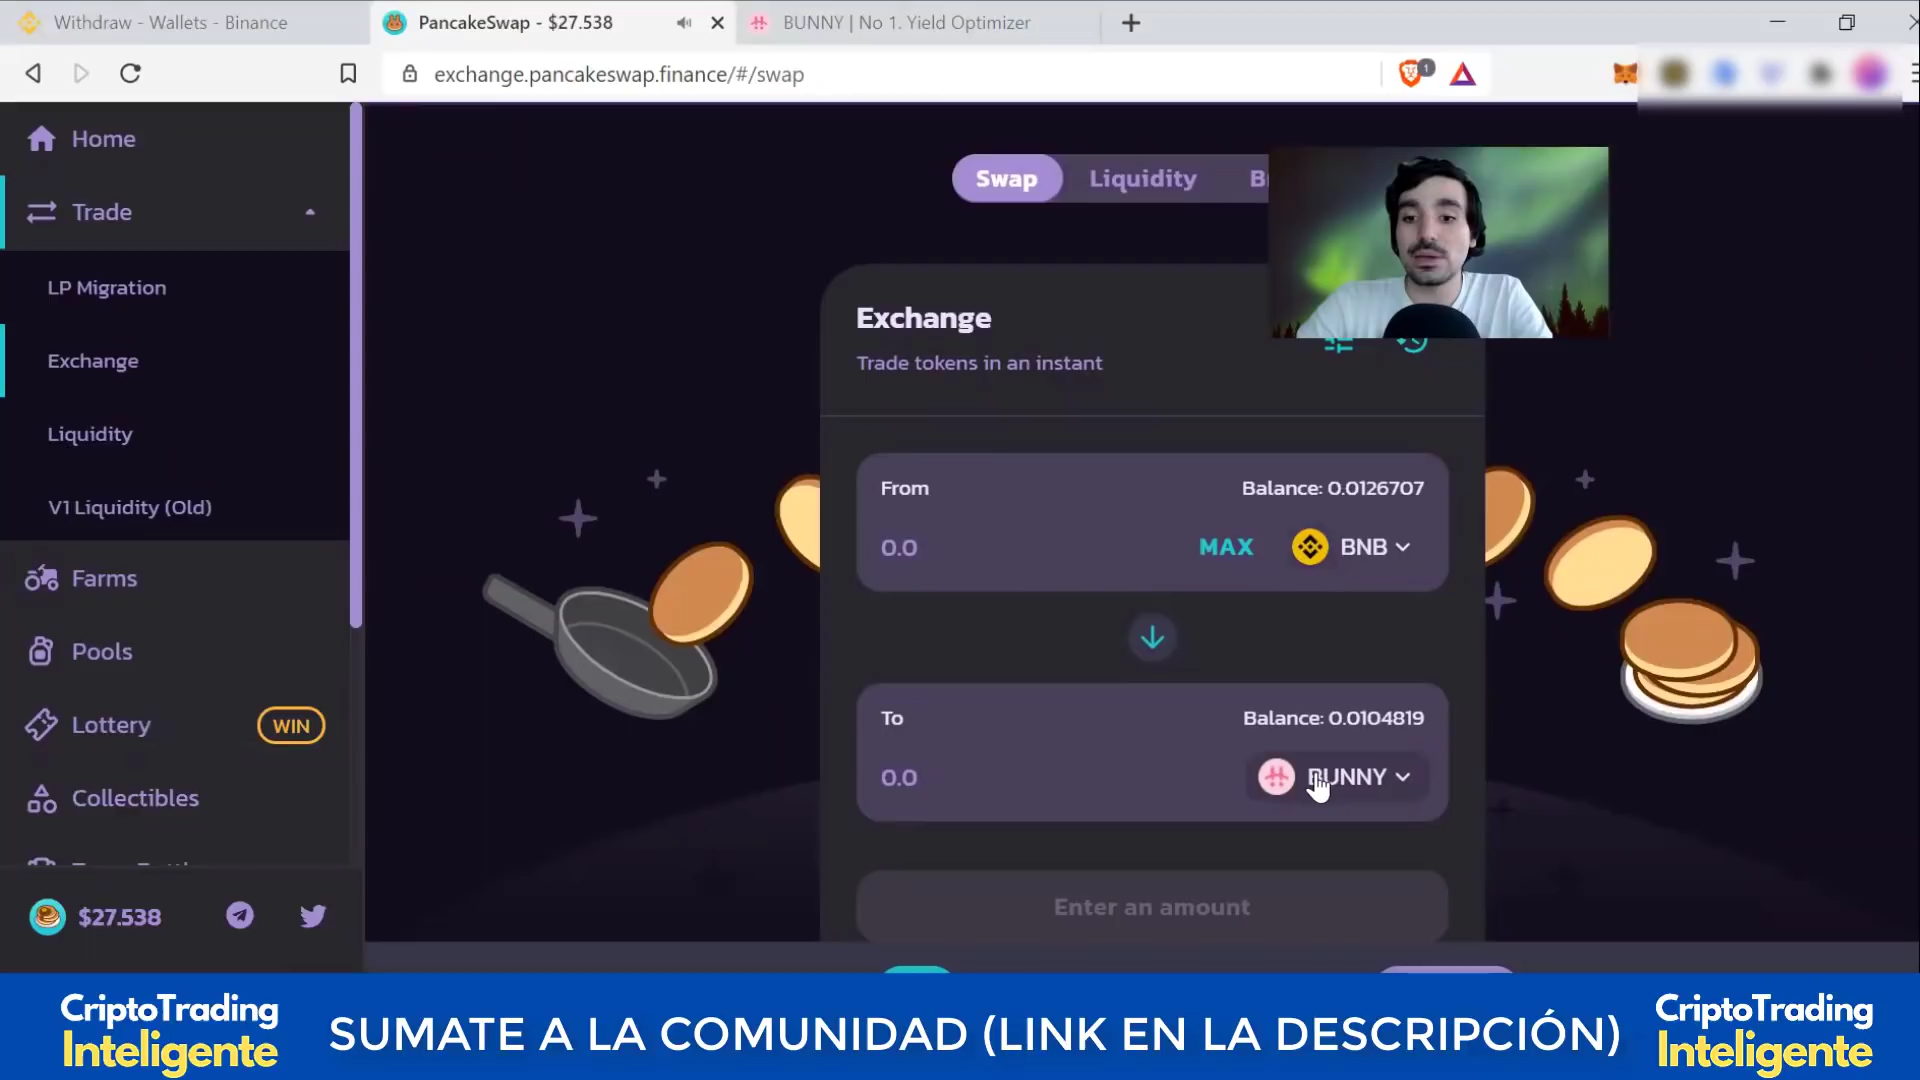 Withdraw - Wallets - Binance
PancakeSwap - $27.538
BUNNY | No 1. Yield Optimizer
exchange.pancakeswap.finance/#/swap
1
Home
Trade
LP Migration
Exchange
Liquidity
V1 Liquidity (Old)
Farms
Pools
Lottery
WIN
Collectibles
$27.538
Swap
Liquidity
Exchange
Trade tokens in an instant
From
Balance: 0.0126707
0.0
MAX
BNB
To
Balance: 0.0104819
0.0
BUNNY
Enter an amount
CriptoTrading
Inteligente
SUMATE A LA COMUNIDAD (LINK EN LA DESCRIPCIÓN)
CriptoTrading
Inteligente